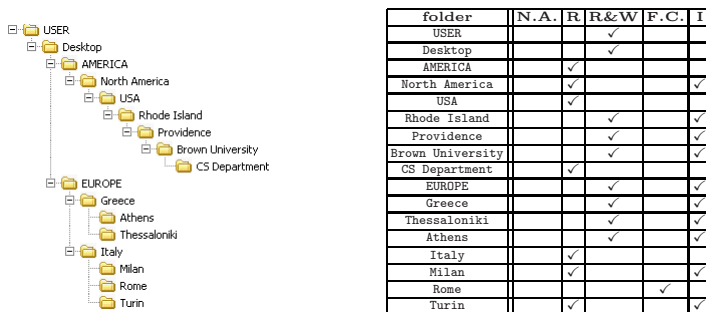 USER
Desktop
AMERICA
North America
USA
Rhode Island
Providence
Brown University
CS Department
EUROPE
Greece
Athens
Thessaloniki
Italy
Milan
Rome
Turin
folder N.A. R R&W F.C. I
USER ✓
Desktop ✓
AMERICA ✓
North America ✓ ✓
USA ✓
Rhode Island ✓ ✓
Providence ✓ ✓
Brown University ✓ ✓
CS Department ✓
EUROPE ✓ ✓
Greece ✓ ✓
Thessaloniki ✓ ✓
Athens ✓ ✓
Italy ✓
Milan ✓ ✓
Rome ✓
Turin ✓ ✓